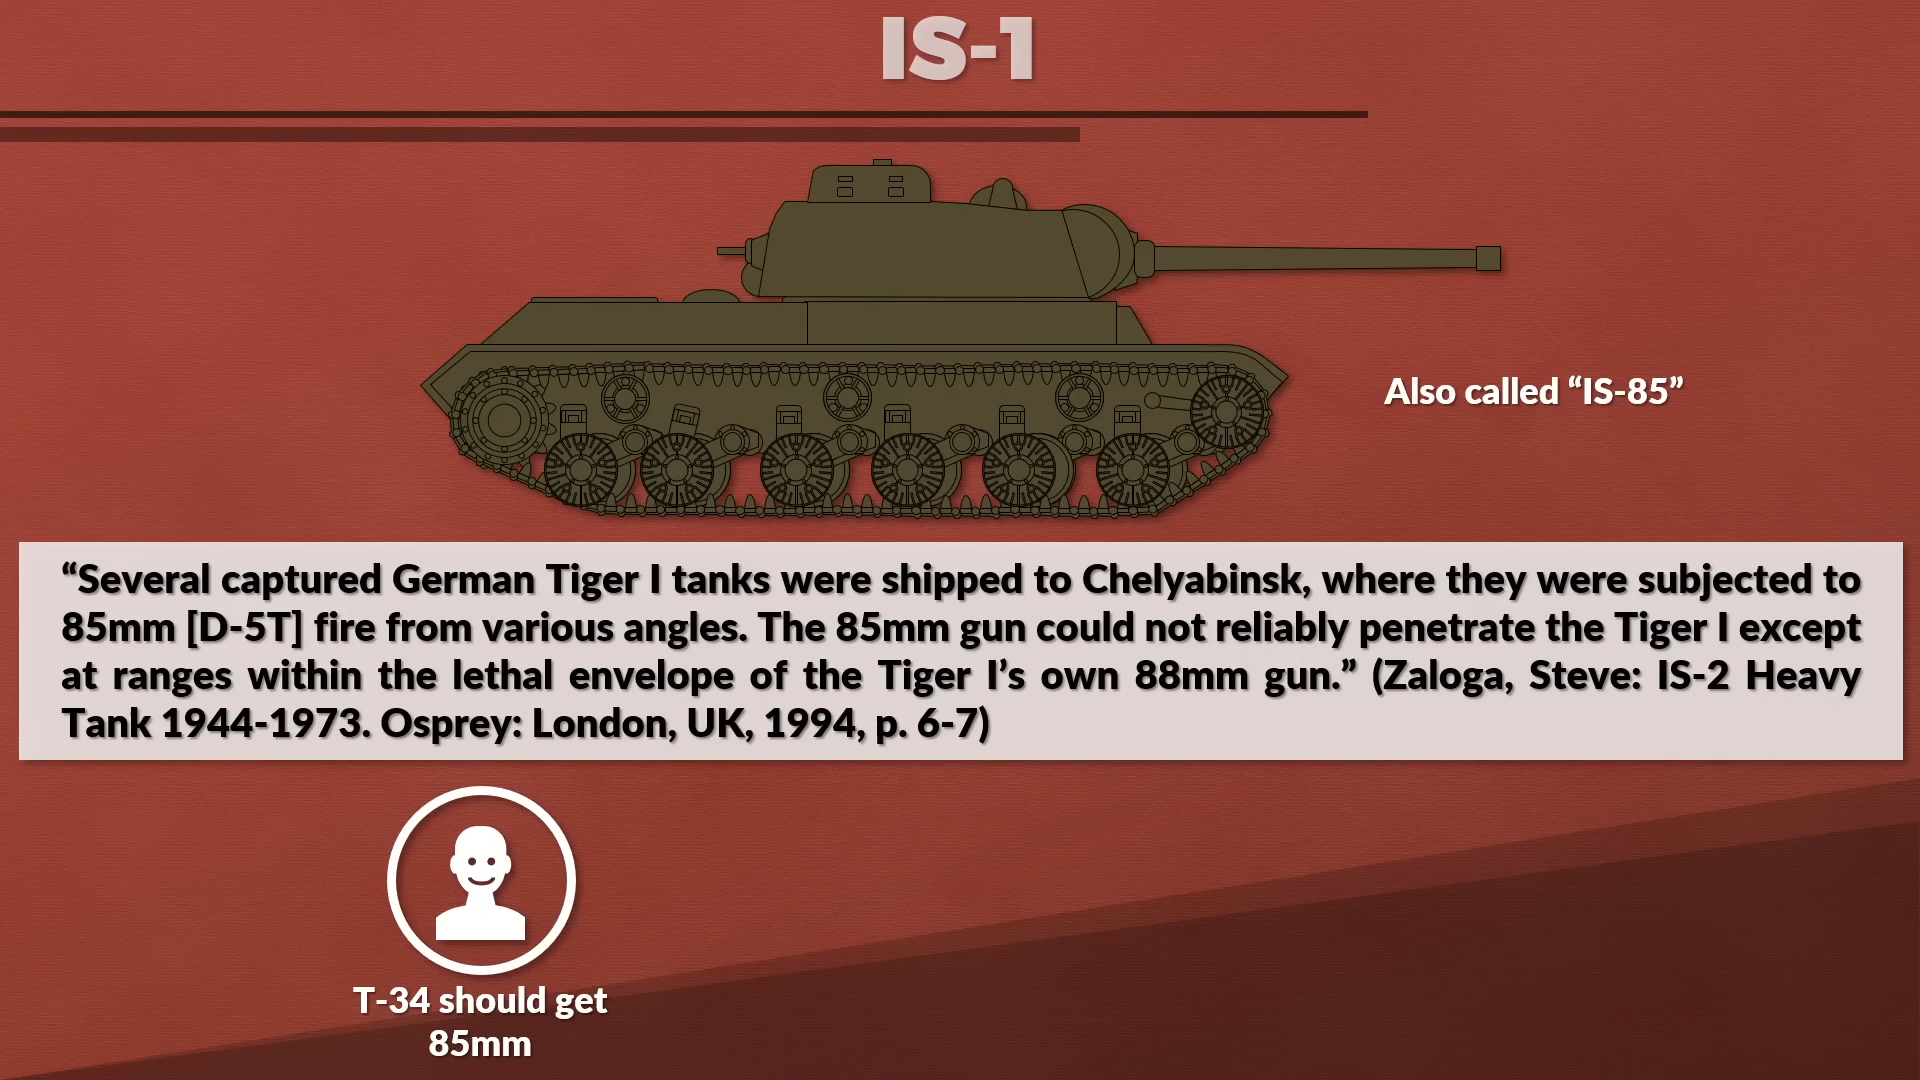 IS-1
Also called “IS-85”
“Several captured German Tiger I tanks were shipped to Chelyabinsk, where they were subjected to
85mm [D-5T] fire from various angles. The 85mm gun could not reliably penetrate the Tiger I except
at ranges within the lethal envelope of the Tiger I’s own 88mm gun.” (Zaloga, Steve: IS-2 Heavy
Tank 1944-1973. Osprey: London, UK, 1994, p. 6-7)
T-34 should get
85mm